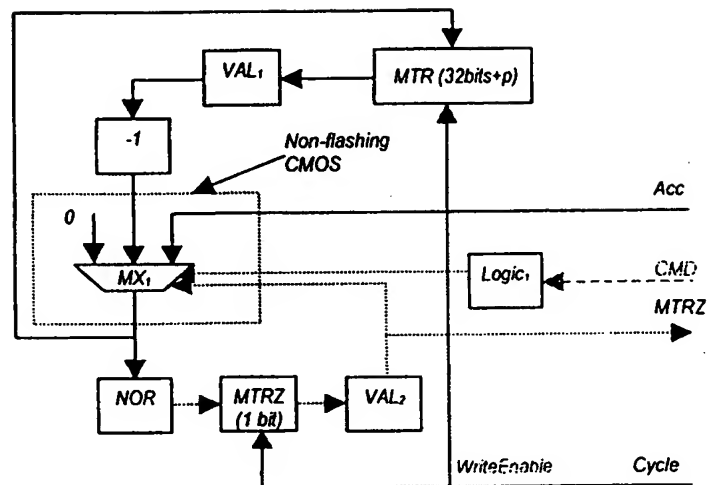 VAL₁
MTR (32bits+p)
-1
Non-flashing
CMOS
Acc
0
MX₁
Logic₁
CMD
MTRZ
NOR
MTRZ
(1 bit)
VAL₂
WriteEnable
Cycle